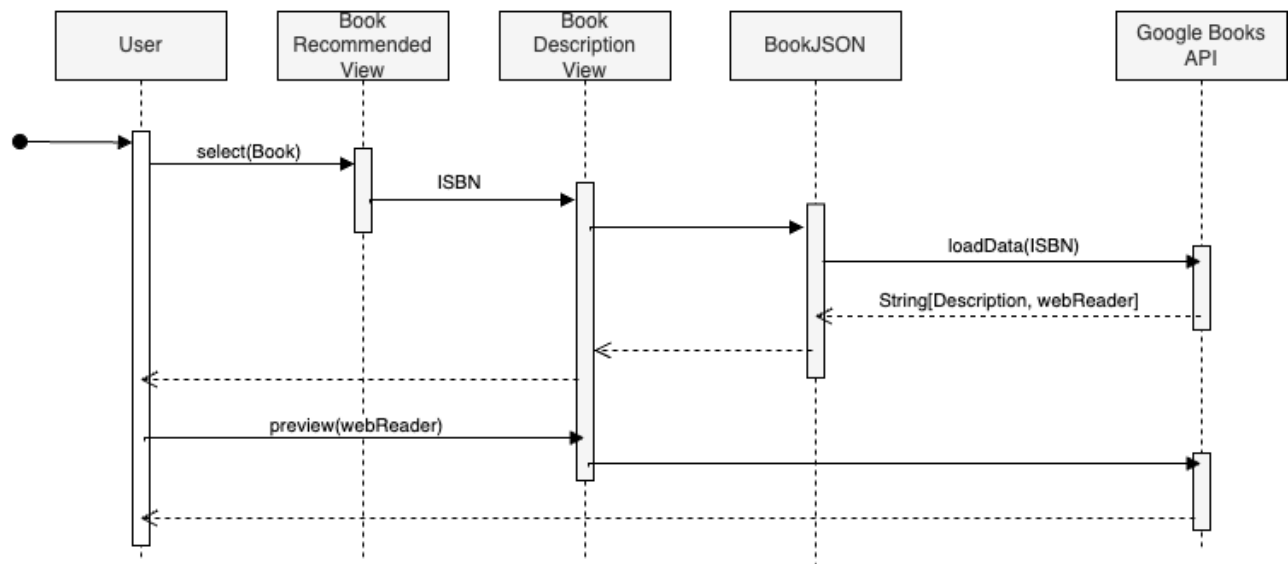 User
Book
Recommended
View
Book
Description
View
BookJSON
Google Books
API
select(Book)
ISBN
loadData(ISBN)
String[Description, webReader]
preview(webReader)